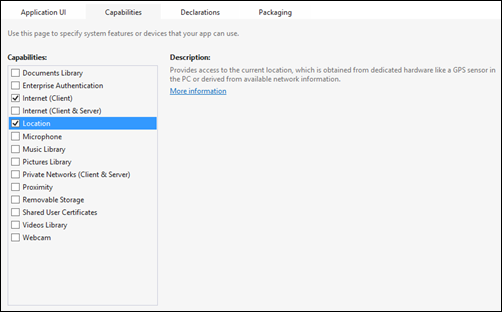 Application UI Capabilities Declarations Packaging
Use this page to specify system features or devices that your app can use.
Capabilities:
Documents Library
Enterprise Authentication
Internet (Client)
Internet (Client & Server)
Location
Microphone
Music Library
Pictures Library
Private Networks (Client & Server)
Proximity
Removable Storage
Shared User Certificates
Videos Library
Webcam
Description:
Provides access to the current location, which is obtained from dedicated hardware like a GPS sensor in
the PC or derived from available network information.
More information